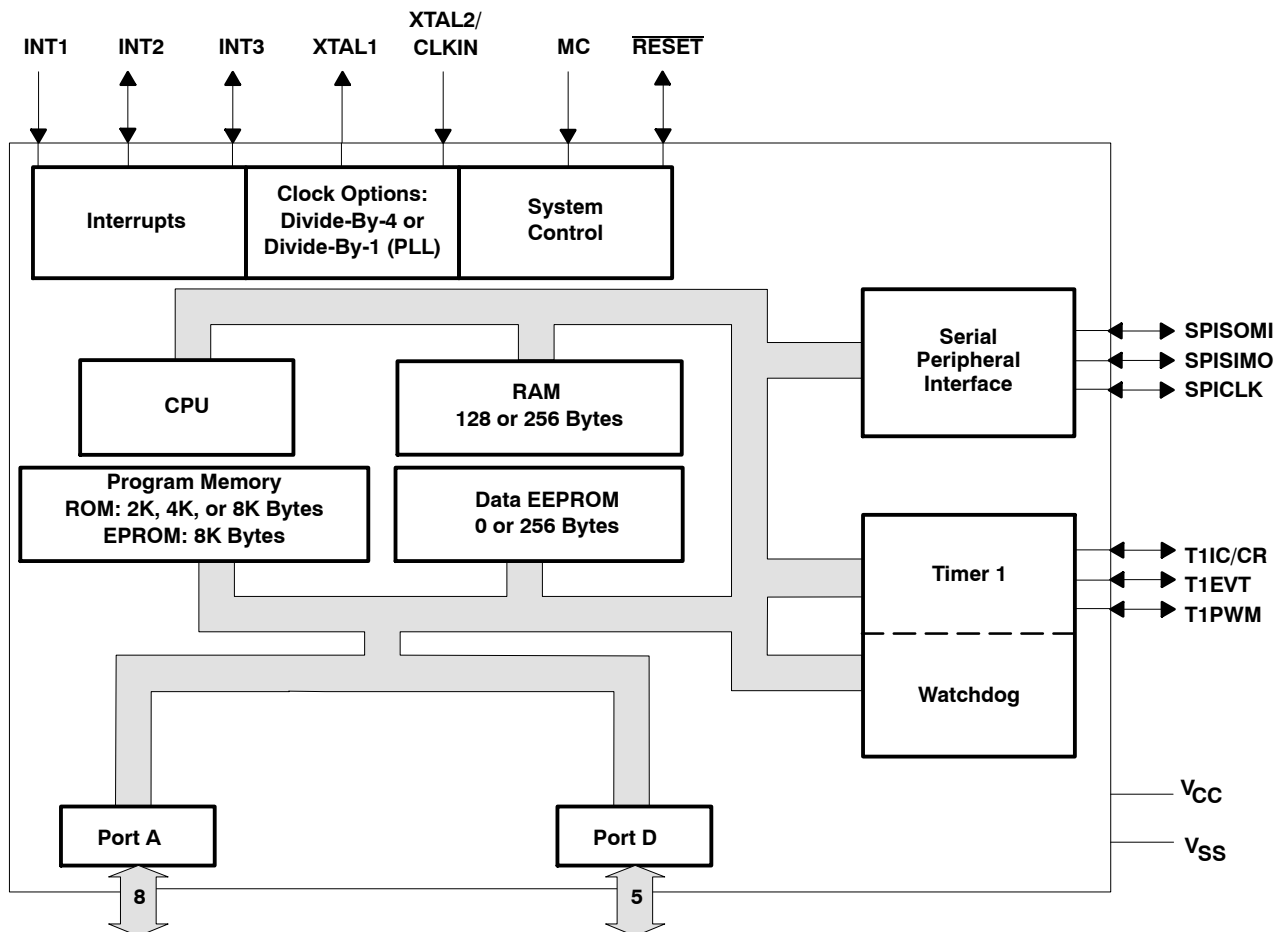 INT1
INT2
INT3
XTAL1
XTAL2/
CLKIN
MC
RESET
Interrupts
Clock Options:
Divide-By-4 or
Divide-By-1 (PLL)
System
Control
CPU
RAM
128 or 256 Bytes
Serial
Peripheral
Interface
SPISOMI
SPISIMO
SPICLK
Program Memory
ROM: 2K, 4K, or 8K Bytes
EPROM: 8K Bytes
Data EEPROM
0 or 256 Bytes
Timer 1
T1IC/CR
T1EVT
T1PWM
Watchdog
VCC
VSS
Port A
Port D
8
5